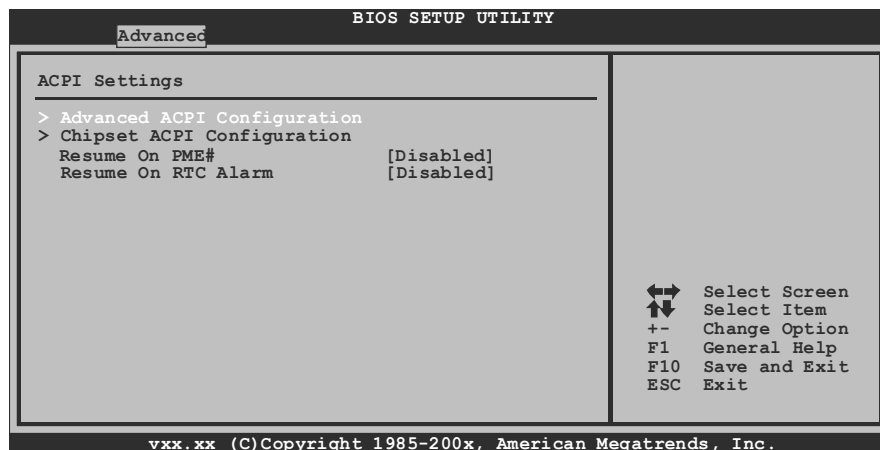 BIOS SETUP UTILITY
Advanced
ACPI Settings
> Advanced ACPI Configuration
> Chipset ACPI Configuration
Resume On PME# [Disabled]
Resume On RTC Alarm [Disabled]
Select Screen
Select Item
+- Change Option
F1 General Help
F10 Save and Exit
ESC Exit
vxx.xx (C)Copyright 1985-200x, American Megatrends, Inc.